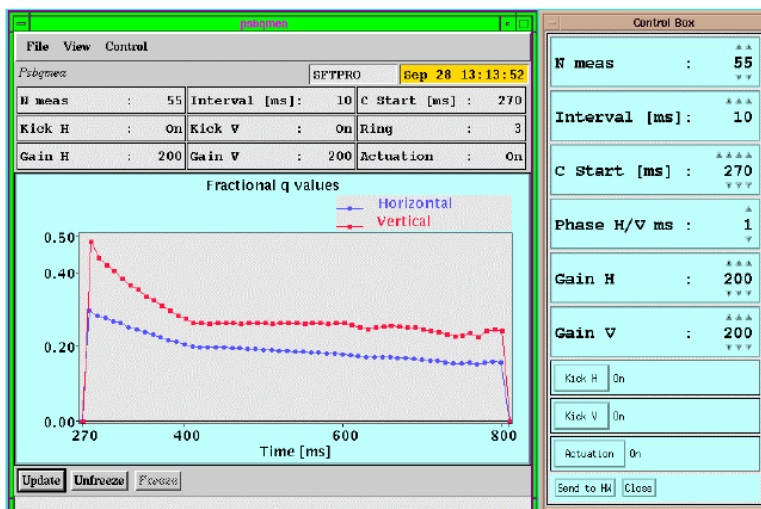 psbqmea
File View Control
Psbqmea SFTPRO Sep 28 13:13:52
N meas : 55 Interval [ms]: 10 C Start [ms] : 270
Kick H : On Kick V : On Ring : 3
Gain H : 200 Gain V : 200 Actuation : On
Fractional q values
Horizontal
Vertical
0.50
0.40
0.20
0.00
270 400 600 800
Time [ms]
Update Unfreeze Freeze
Control Box
N meas : 55
Interval [ms]: 10
C Start [ms] : 270
Phase H/V ms : 1
Gain H : 200
Gain V : 200
Kick H On
Kick V On
Actuation On
Send to HW Close